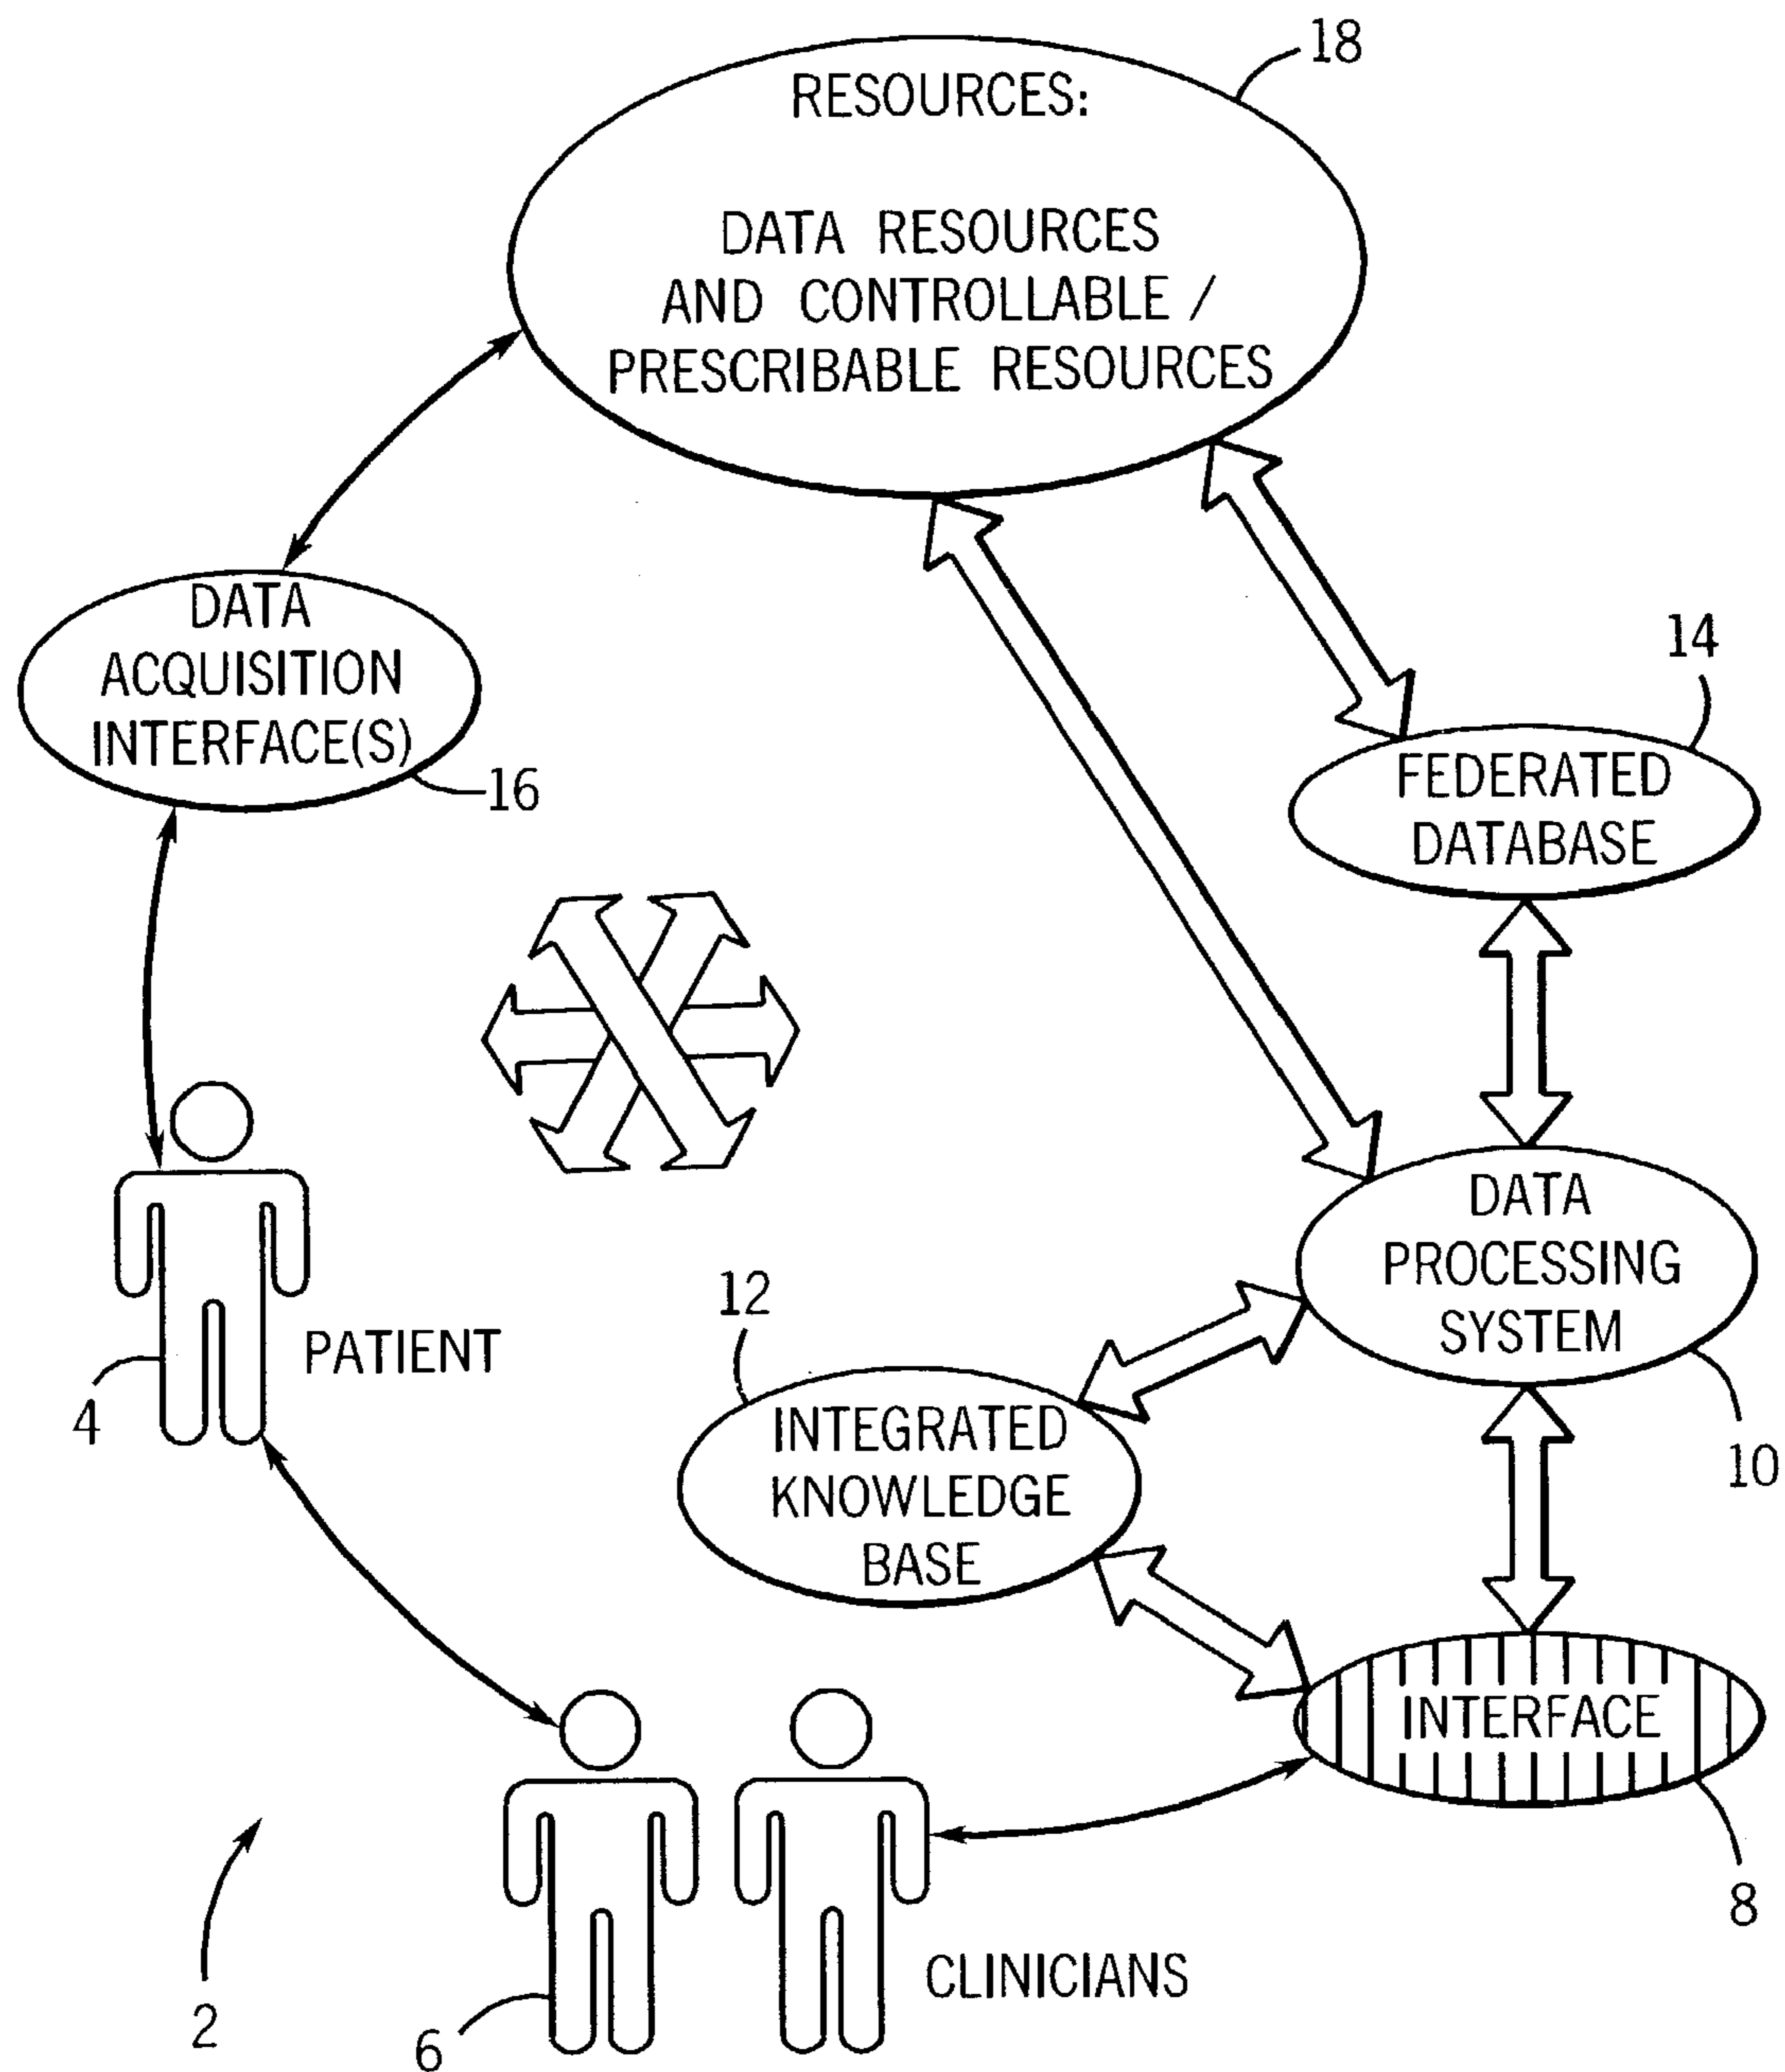 18
RESOURCES:
DATA RESOURCES
AND CONTROLLABLE /
PRESCRIBABLE RESOURCES
DATA
ACQUISITION
INTERFACE(S)
16
14
FEDERATED
DATABASE
DATA
PROCESSING
SYSTEM
10
PATIENT
4
12
INTEGRATED
KNOWLEDGE
BASE
INTERFACE
8
CLINICIANS
6
2